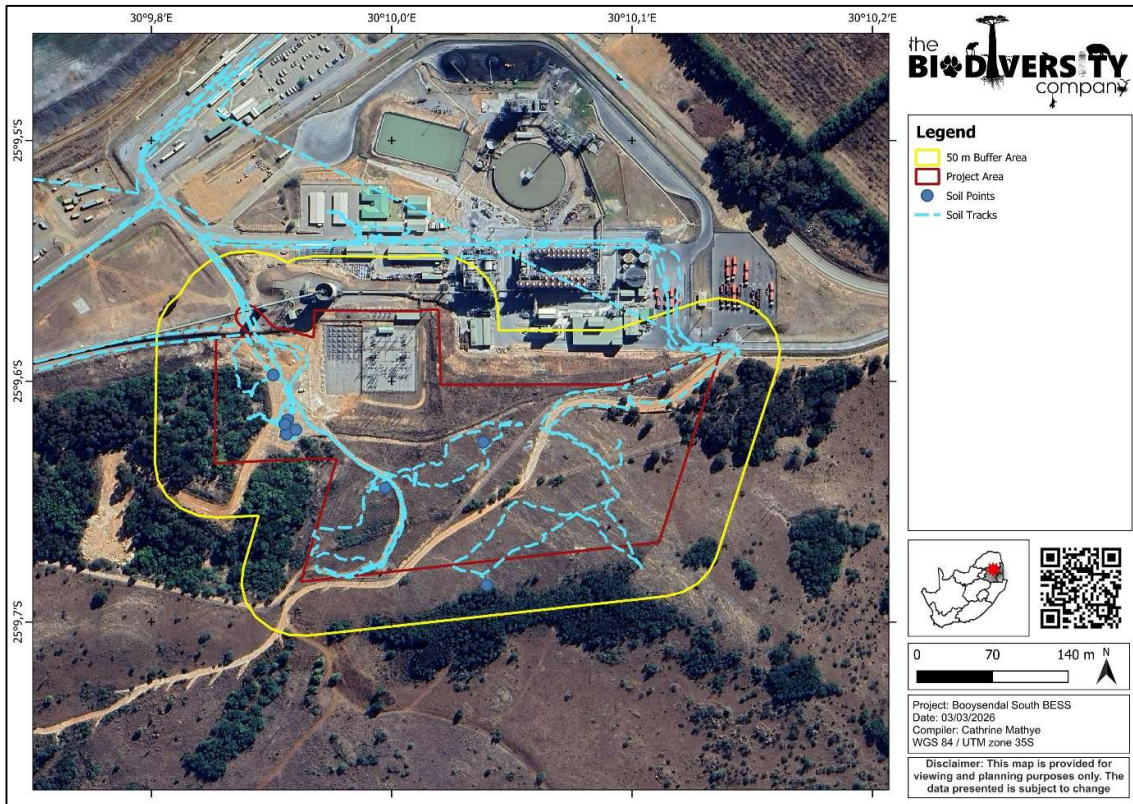 30°9,8'E
30°10,0'E
30°10,1'E
30°10,2'E
25°9,5'S
25°9,6'S
25°9,7'S
the
BIODIVERSITY
company
Legend
50 m Buffer Area
Project Area
Soil Points
Soil Tracks
0 70 140 m
N
Project: Booysendal South BESS
Date: 03/03/2026
Compiler: Cathrine Mathye
WGS 84 / UTM zone 35S
Disclaimer: This map is provided for
viewing and planning purposes only. The
data presented is subject to change